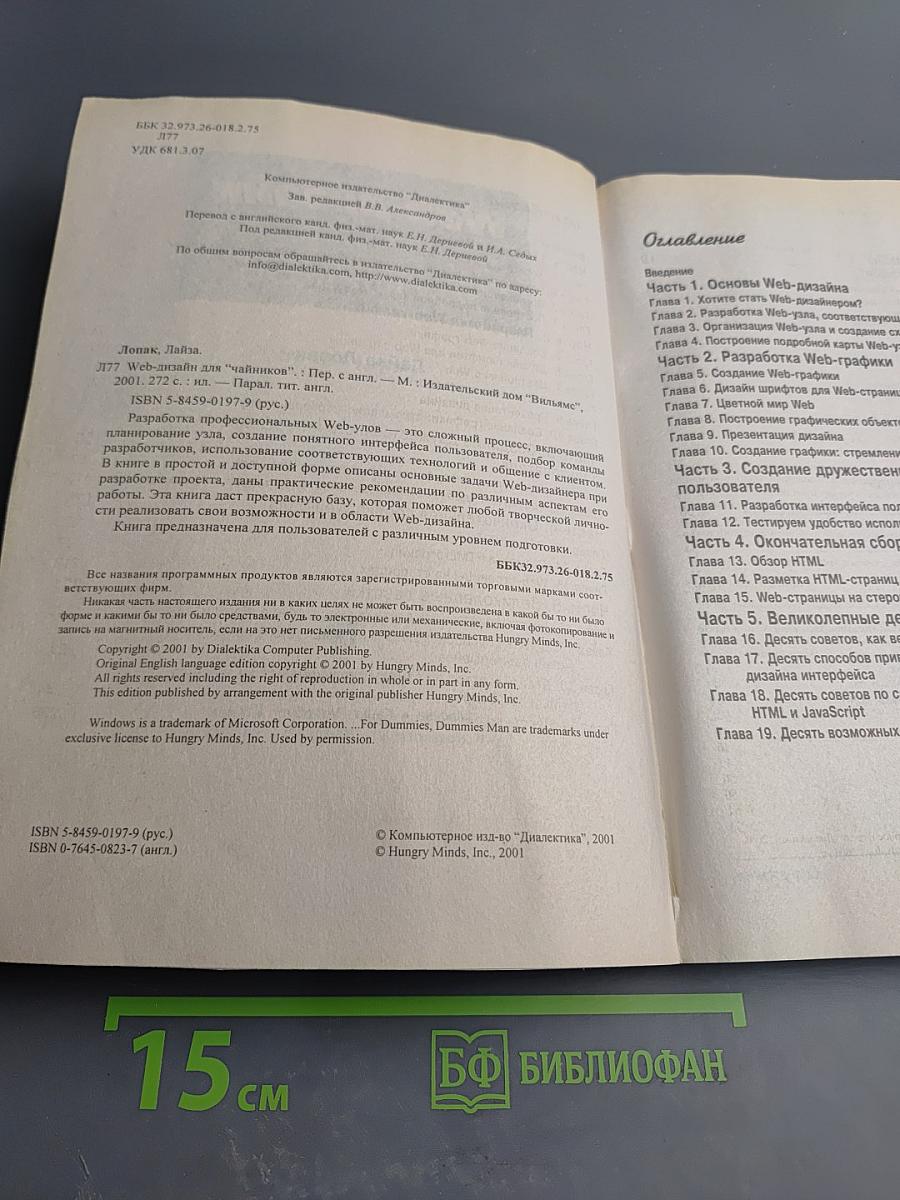 ББК 32.973.26-018.2.75
Л77
УДК 681.3.07
Компьютерное издательство "Диалектика"
Зав. редакцией В.В. Александров
Перевод с английского канд. физ.-мат. наук Е.Н. Дериевой и И.А. Седых
Под редакцией канд. физ.-мат. наук Е.Н. Дериевой
По общим вопросам обращайтесь в издательство "Диалектика" по адресу:
info@dialektika.com, http://www.dialektika.com
Лопак, Лайза.
Л77 Web-дизайн для "чайников". : Пер. с англ. — М. : Издательский дом "Вильямс",
2001. 272 с. : ил. — Парал. тит. англ.
ISBN 5-8459-0197-9 (рус.)
Разработка профессиональных Web-улов — это сложный процесс, включающий
планирование узла, создание понятного интерфейса пользователя, подбор команды
разработчиков, использование соответствующих технологий и общение с клиентом.
В книге в простой и доступной форме описаны основные задачи Web-дизайнера при
разработке проекта, даны практические рекомендации по различным аспектам его
работы. Эта книга даст прекрасную базу, которая поможет любой творческой лично-
сти реализовать свои возможности и в области Web-дизайна.
Книга предназначена для пользователей с различным уровнем подготовки.
ББК32.973.26-018.2.75
Все названия программных продуктов являются зарегистрированными торговыми марками соот-
ветствующих фирм.
Никакая часть настоящего издания ни в каких целях не может быть воспроизведена в какой бы то ни было
форме и какими бы то ни было средствами, будь то электронные или механические, включая фотокопирование и
запись на магнитный носитель, если на это нет письменного разрешения издательства Hungry Minds, Inc.
Copyright © 2001 by Dialektika Computer Publishing.
Original English language edition copyright © 2001 by Hungry Minds, Inc.
All rights reserved including the right of reproduction in whole or in part in any form.
This edition published by arrangement with the original publisher Hungry Minds, Inc.
Windows is a trademark of Microsoft Corporation. ...For Dummies, Dummies Man are trademarks under
exclusive license to Hungry Minds, Inc. Used by permission.
ISBN 5-8459-0197-9 (рус.)
ISBN 0-7645-0823-7 (англ.)
© Компьютерное изд-во "Диалектика", 2001
© Hungry Minds, Inc., 2001
Оглавление
Введение
Часть 1. Основы Web-дизайна
Глава 1. Хотите стать Web-дизайнером?
Глава 2. Разработка Web-узла, соответствующ
Глава 3. Организация Web-узла и создание сх
Глава 4. Построение подробной карты Web-у
Часть 2. Разработка Web-графики
Глава 5. Создание Web-графики
Глава 6. Дизайн шрифтов для Web-страниц
Глава 7. Цветной мир Web
Глава 8. Построение графических объект
Глава 9. Презентация дизайна
Глава 10. Создание графики: стремлени
Часть 3. Создание дружествен
пользователя
Глава 11. Разработка интерфейса пол
Глава 12. Тестируем удобство испол
Часть 4. Окончательная сбор
Глава 13. Обзор HTML
Глава 14. Разметка HTML-страниц
Глава 15. Web-страницы на стеро
Часть 5. Великолепные де
Глава 16. Десять советов, как ве
Глава 17. Десять способов при
дизайна интерфейса
Глава 18. Десять советов по с
HTML и JavaScript
Глава 19. Десять возможных
15 см
БФ БИБЛИОФАН